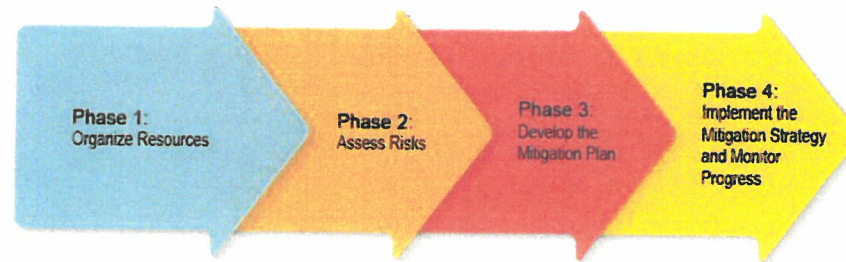 Phase 1:
Organize Resources
Phase 2:
Assess Risks
Phase 3:
Develop the
Mitigation Plan
Phase 4:
Implement the
Mitigation Strategy
and Monitor
Progress